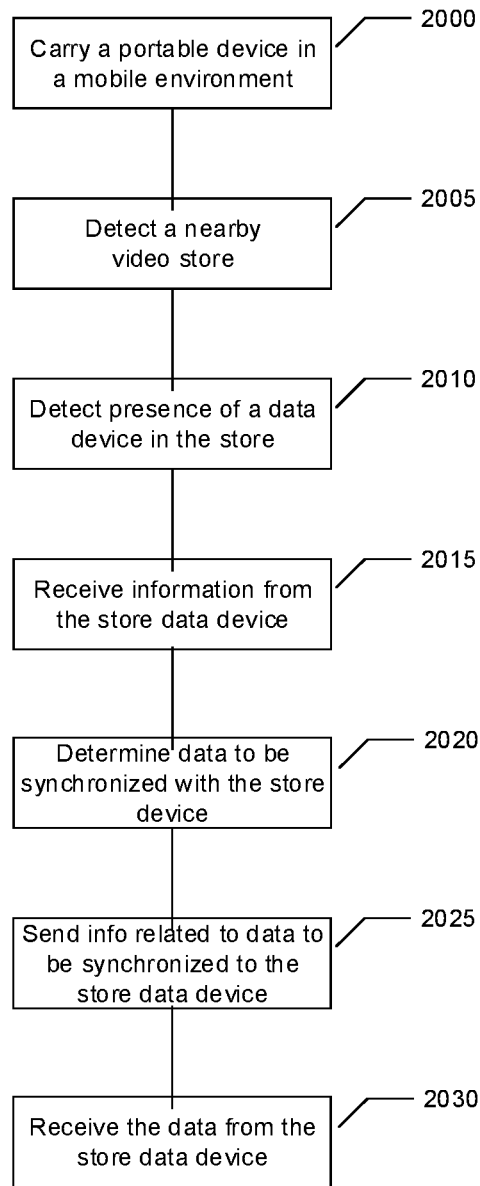 2000
Carry a portable device in
a mobile environment
2005
Detect a nearby
video store
2010
Detect presence of a data
device in the store
2015
Receive information from
the store data device
2020
Determine data to be
synchronized with the store
device
2025
Send info related to data to
be synchronized to the
store data device
2030
Receive the data from the
store data device